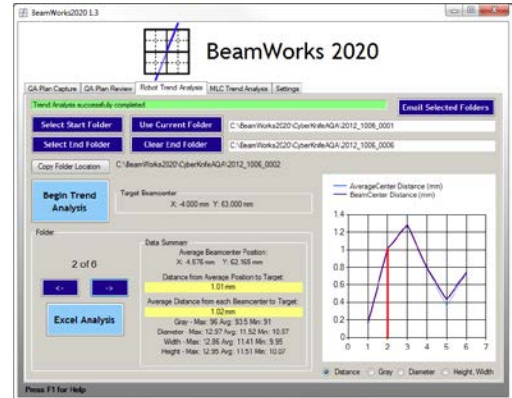 BeamWorks2020 1.3
BeamWorks 2020
QA Plan Capture QA Plan Review Robot Trend Analysis MLC Trend Analysis Settings
Trend Analysis successfully completed
Email Selected Folders
Select Start Folder Use Current Folder C:\BeamWorks2020\CyberKnifeAQA\2012_1006_0001
Select End Folder Clear End Folder C:\BeamWorks2020\CyberKnifeAQA\2012_1006_0006
Copy Folder Location C:\BeamWorks2020\CyberKnifeAQA\2012_1006_0002
Begin Trend Analysis
Target Beamcenter
X: -4.000 mm Y: 63.000 mm
Folder
2 of 6
<- ->
Excel Analysis
Data Summary
Average Beamcenter Position:
X: -4.576 mm Y: 62.165 mm
Distance from Average Position to Target:
1.01mm
Average Distance from each Beamcenter to Target:
1.02mm
Gray - Max: 96 Avg: 93.5 Min: 91
Diameter - Max: 12.97 Avg: 11.52 Min: 10.07
Width - Max: 12.86 Avg: 11.41 Min: 9.95
Height - Max: 12.95 Avg: 11.51 Min: 10.07
AverageCenter Distance (mm)
BeamCenter Distance (mm)
1.4
1.2
1
0.8
0.6
0.4
0.2
0
0 1 2 3 4 5 6 7
Distance Gray Diameter Height, Width
Press F1 for Help